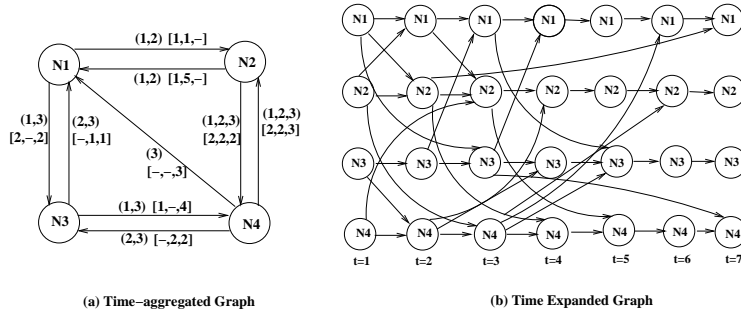 (1,2) [1,1,−]
N1
N2
(1,2) [1,5,−]
(1,3)
[2,−,2]
(2,3)
[−,1,1]
(3)
[−,−,3]
(1,2,3)
[2,2,2]
(1,2,3)
[2,2,3]
N3
(1,3) [1,−,4]
N4
(2,3) [−,2,2]
(a) Time−aggregated Graph
N1 N1 N1 N1 N1 N1 N1
N2 N2 N2 N2 N2 N2 N2
N3 N3 N3 N3 N3 N3 N3
N4 N4 N4 N4 N4 N4 N4
t=1 t=2 t=3 t=4 t=5 t=6 t=7
(b) Time Expanded Graph